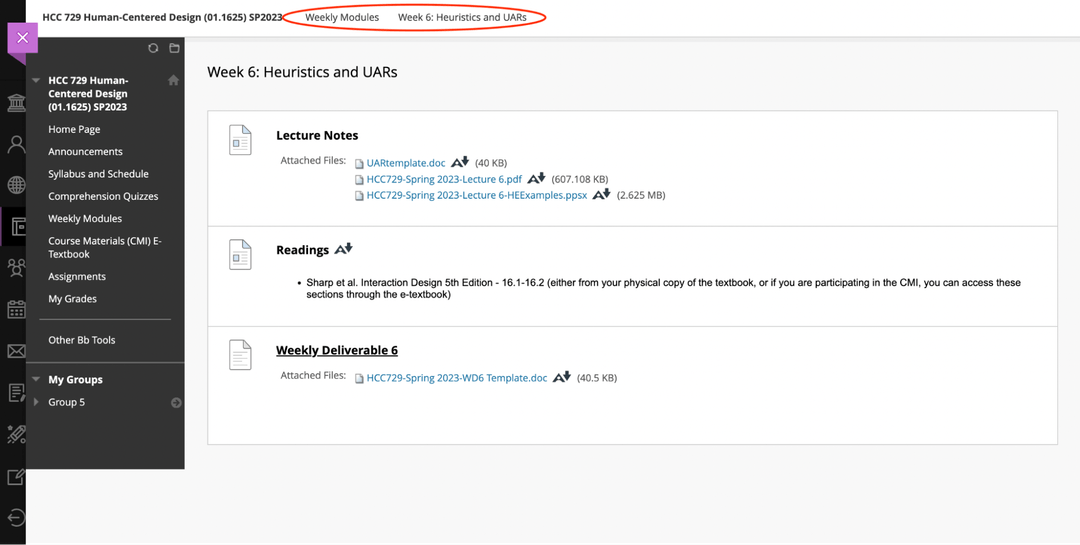 HCC 729 Human-Centered Design (01.1625) SP2023 Weekly Modules Week 6: Heuristics and UARs
HCC 729 Human-
Centered Design
(01.1625) SP2023
Home Page
Announcements
Syllabus and Schedule
Comprehension Quizzes
Weekly Modules
Course Materials (CMI) E-
Textbook
Assignments
My Grades
Other Bb Tools
My Groups
Group 5
Week 6: Heuristics and UARs
Lecture Notes
Attached Files: UARtemplate.doc (40 KB)
HCC729-Spring 2023-Lecture 6.pdf (607.108 KB)
HCC729-Spring 2023-Lecture 6-HEExamples.ppsx (2.625 MB)
Readings
• Sharp et al. Interaction Design 5th Edition - 16.1-16.2 (either from your physical copy of the textbook, or if you are participating in the CMI, you can access these
sections through the e-textbook)
Weekly Deliverable 6
Attached Files: HCC729-Spring 2023-WD6 Template.doc (40.5 KB)